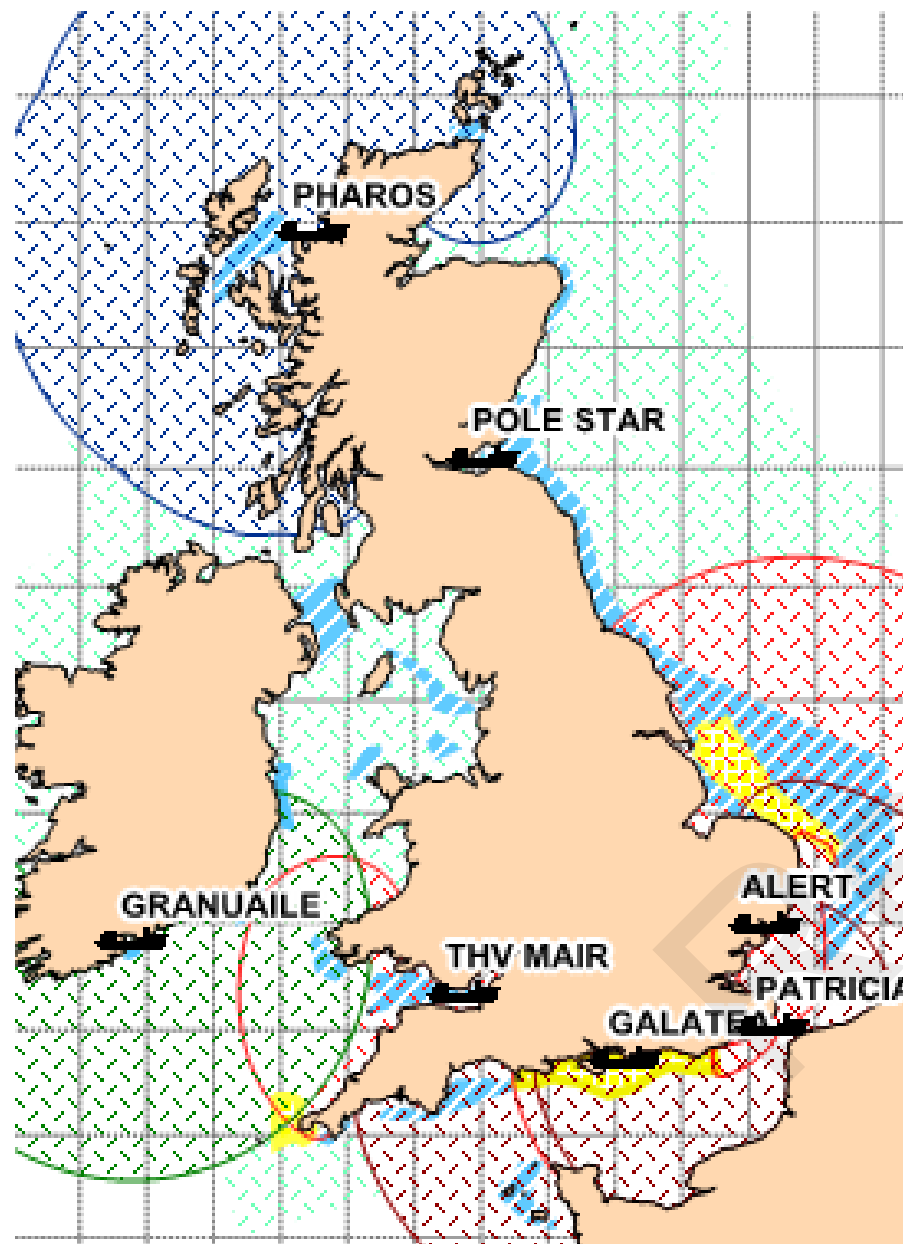 PHAROS
POLE STAR
ALERT
GRANUAILE
THV MAIR
PATRICIA
GALATEA